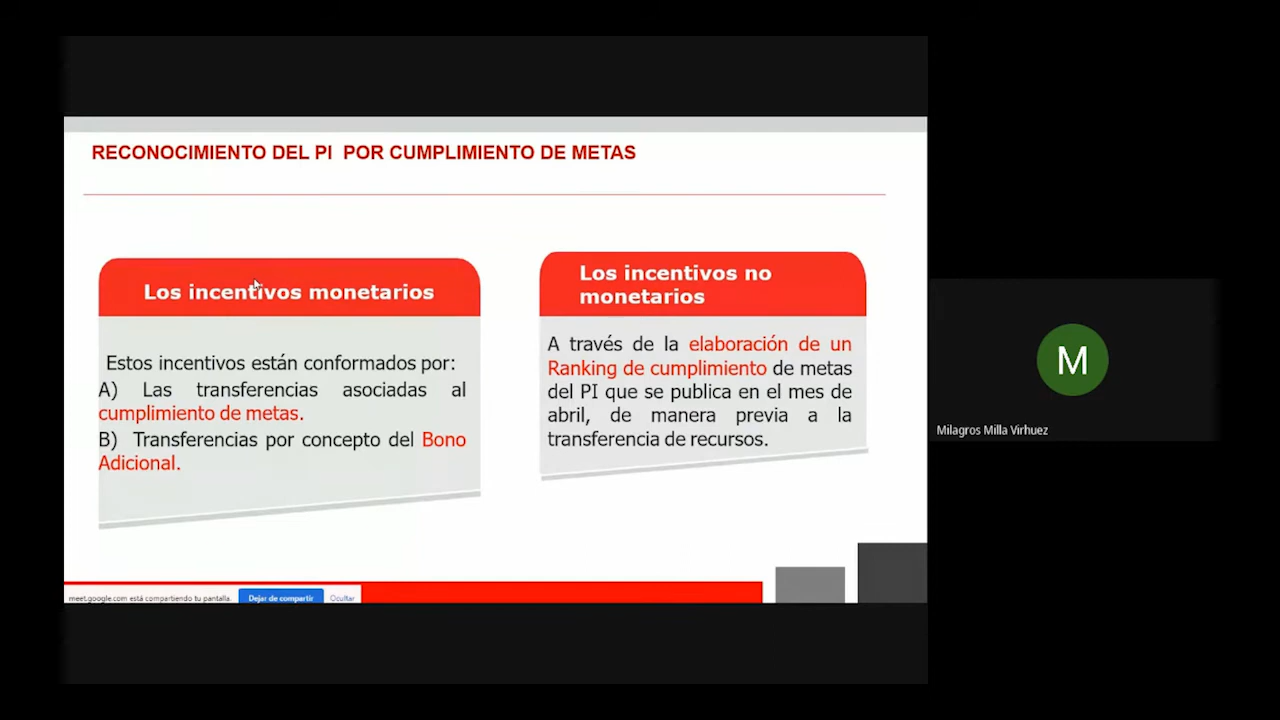 RECONOCIMIENTO DEL PI POR CUMPLIMIENTO DE METAS
Los incentivos monetarios
Estos incentivos están conformados por:
A) Las transferencias asociadas al
cumplimiento de metas.
B) Transferencias por concepto del Bono
Adicional.
Los incentivos no
monetarios
A través de la elaboración de un
Ranking de cumplimiento de metas
del PI que se publica en el mes de
abril, de manera previa a la
transferencia de recursos.
meet.google.com está compartiendo tu pantalla.
Dejar de compartir
Ocultar
M
Milagros Milla Virhuez